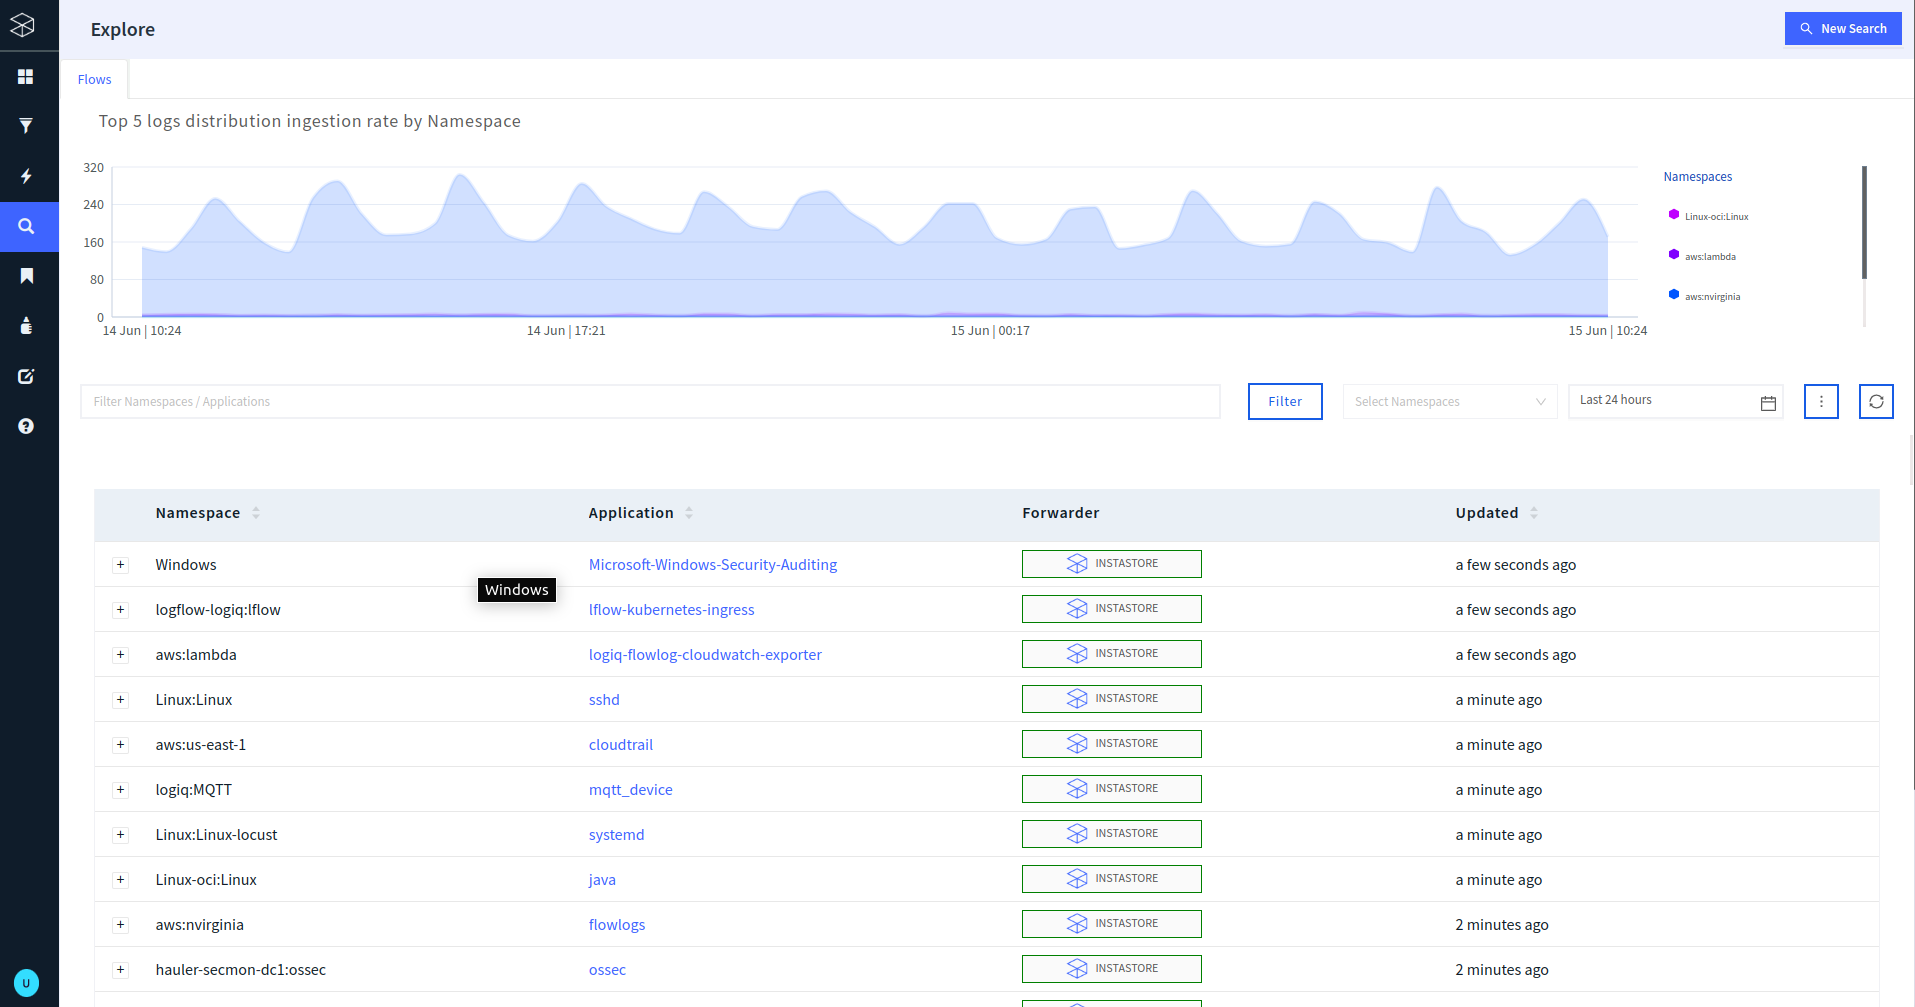 Explore
New Search
Flows
Top 5 logs distribution ingestion rate by Namespace
320
240
160
80
0
14 Jun | 10:24
14 Jun | 17:21
15 Jun | 00:17
15 Jun | 10:24
Namespaces
Linux-oci:Linux
aws:lambda
aws:nvirginia
Filter Namespaces / Applications
Filter
Select Namespaces
Last 24 hours
Namespace Application Forwarder Updated
+ Windows Microsoft-Windows-Security-Auditing INSTASTORE a few seconds ago
Windows
+ logflow-logiq:lflow lflow-kubernetes-ingress INSTASTORE a few seconds ago
+ aws:lambda logiq-flowlog-cloudwatch-exporter INSTASTORE a few seconds ago
+ Linux:Linux sshd INSTASTORE a minute ago
+ aws:us-east-1 cloudtrail INSTASTORE a minute ago
+ logiq:MQTT mqtt_device INSTASTORE a minute ago
+ Linux:Linux-locust systemd INSTASTORE a minute ago
+ Linux-oci:Linux java INSTASTORE a minute ago
+ aws:nvirginia flowlogs INSTASTORE 2 minutes ago
+ hauler-secmon-dc1:ossec ossec INSTASTORE 2 minutes ago
U